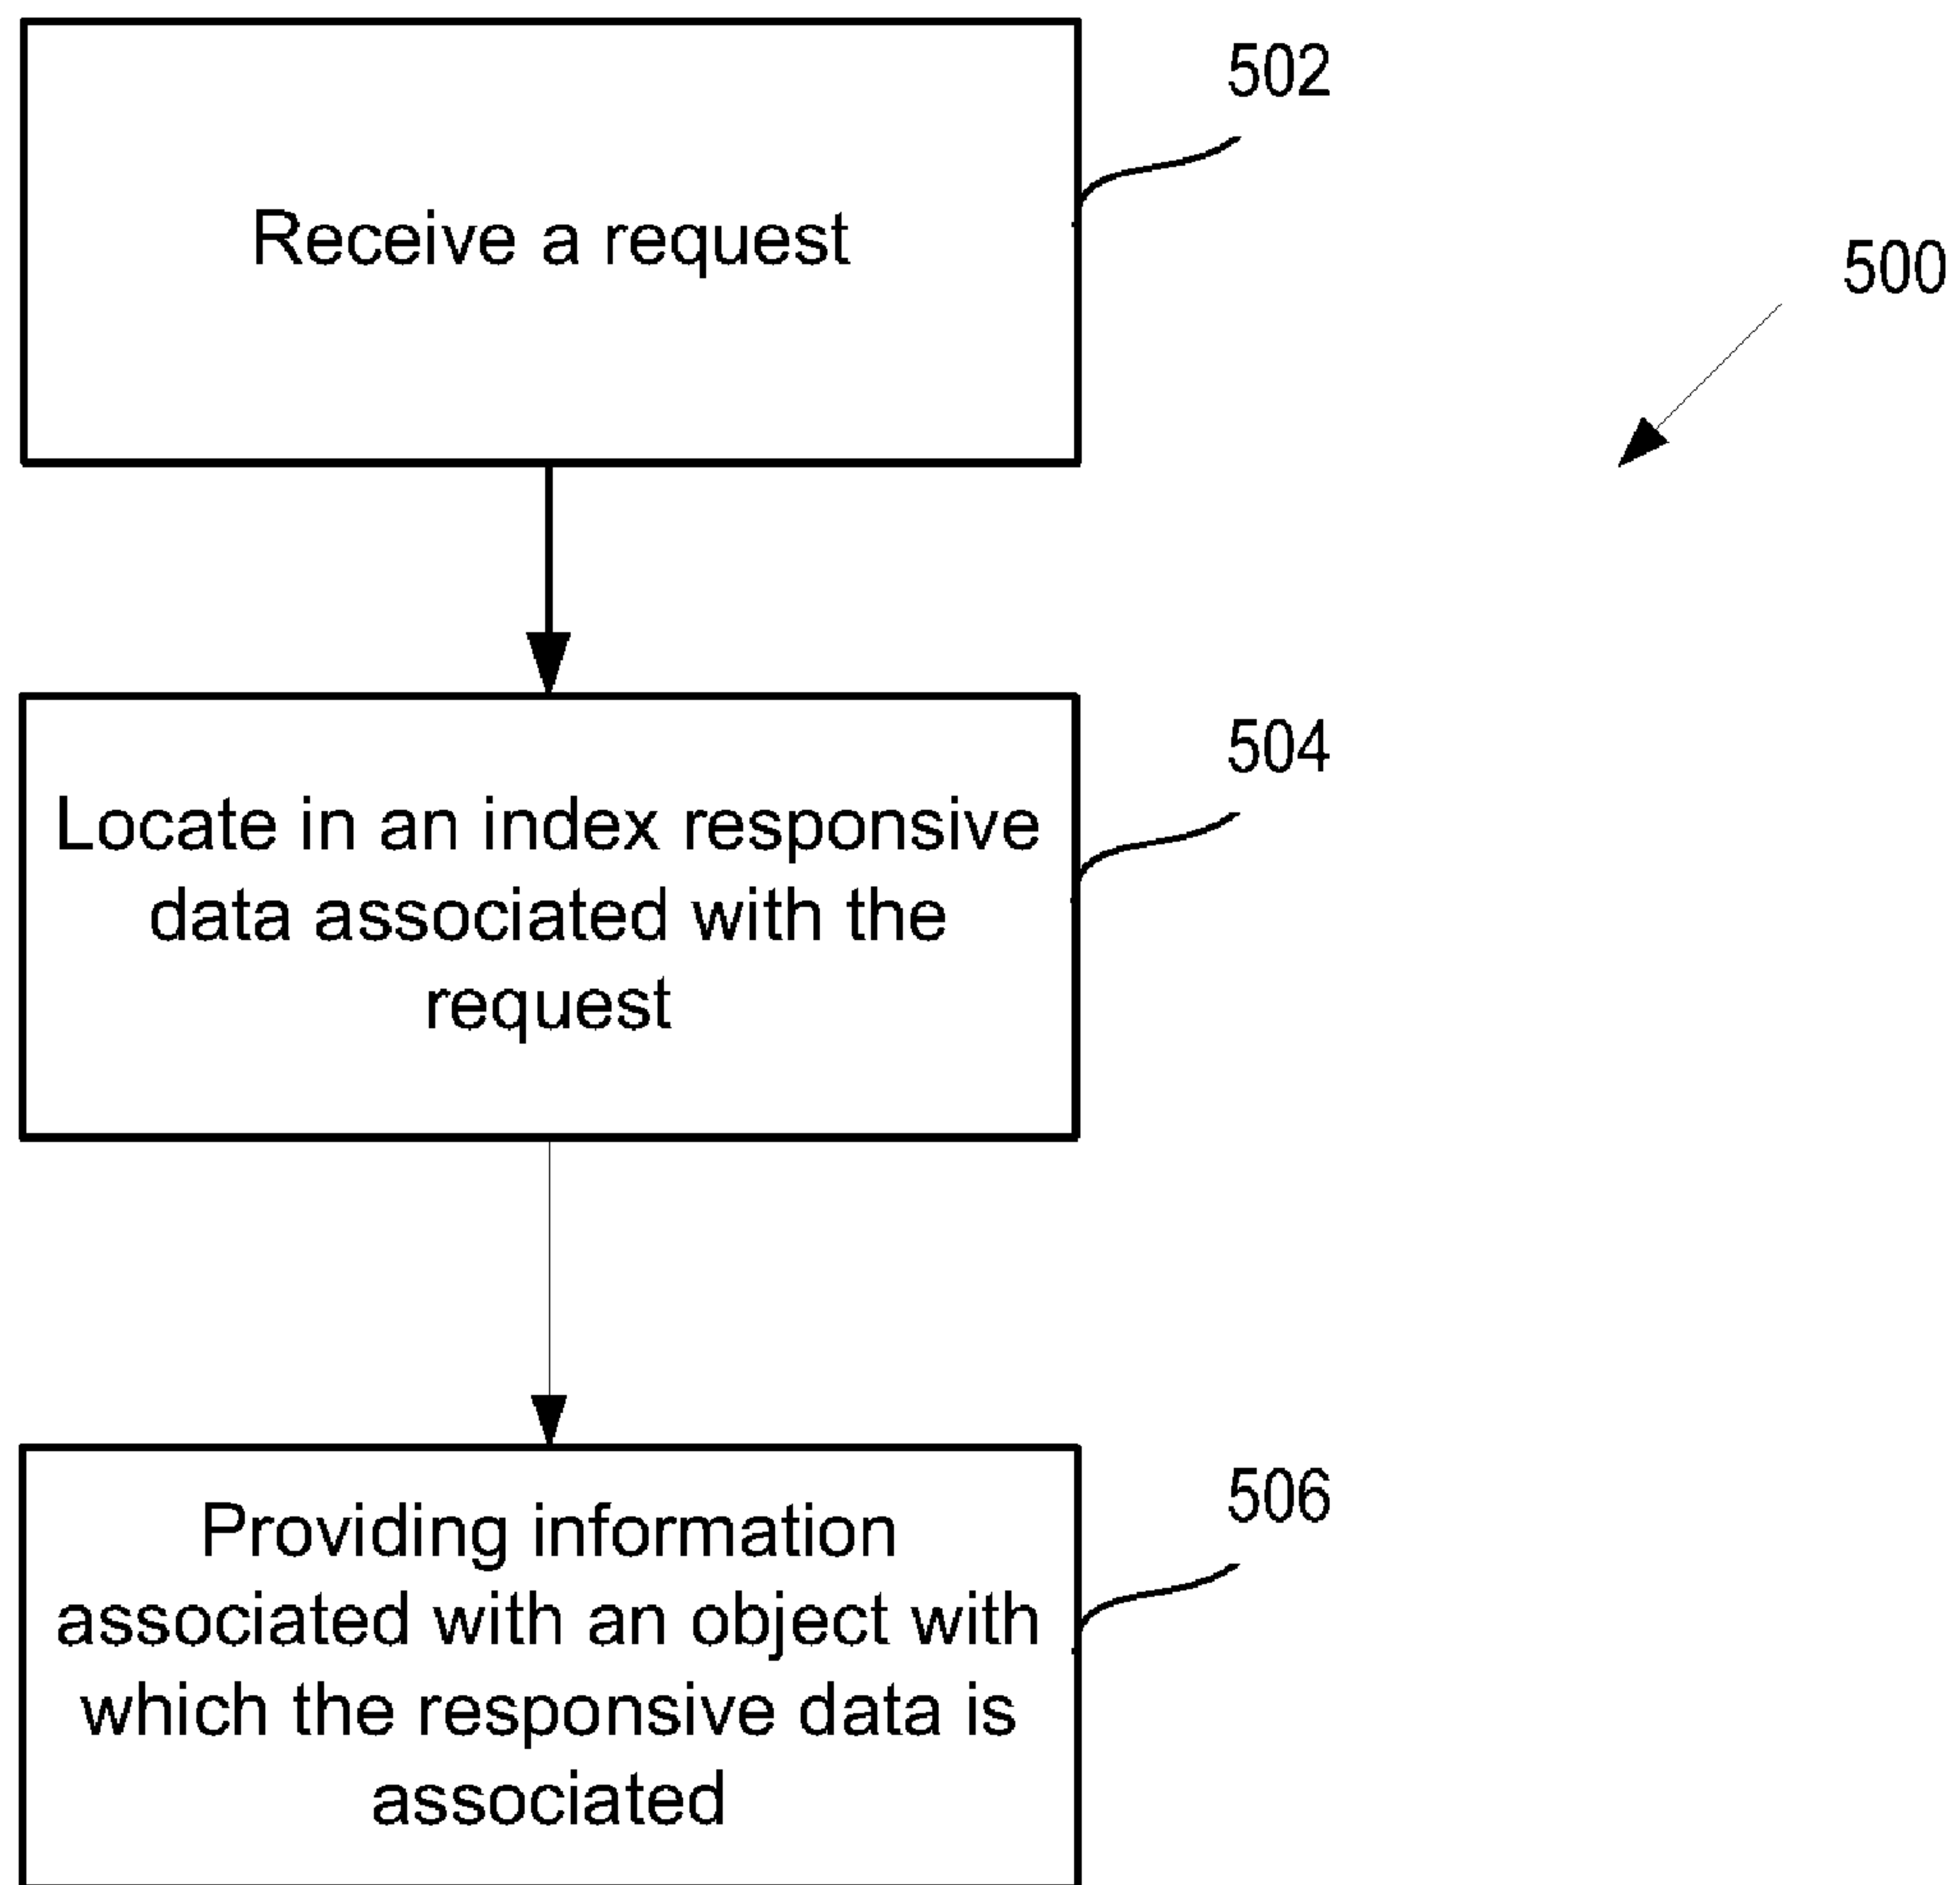 502
Receive a request
500
504
Locate in an index responsive
data associated with the
request
506
Providing information
associated with an object with
which the responsive data is
associated